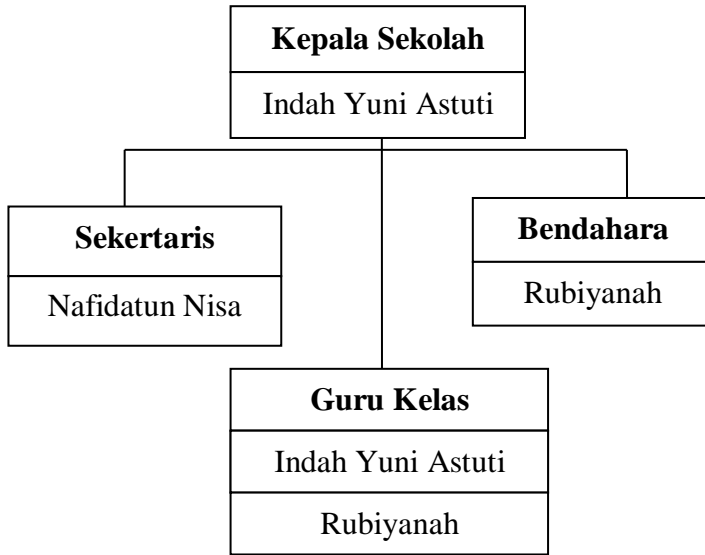 Kepala Sekolah
Indah Yuni Astuti
Sekertaris
Nafidatun Nisa
Bendahara
Rubiyanah
Guru Kelas
Indah Yuni Astuti
Rubiyanah